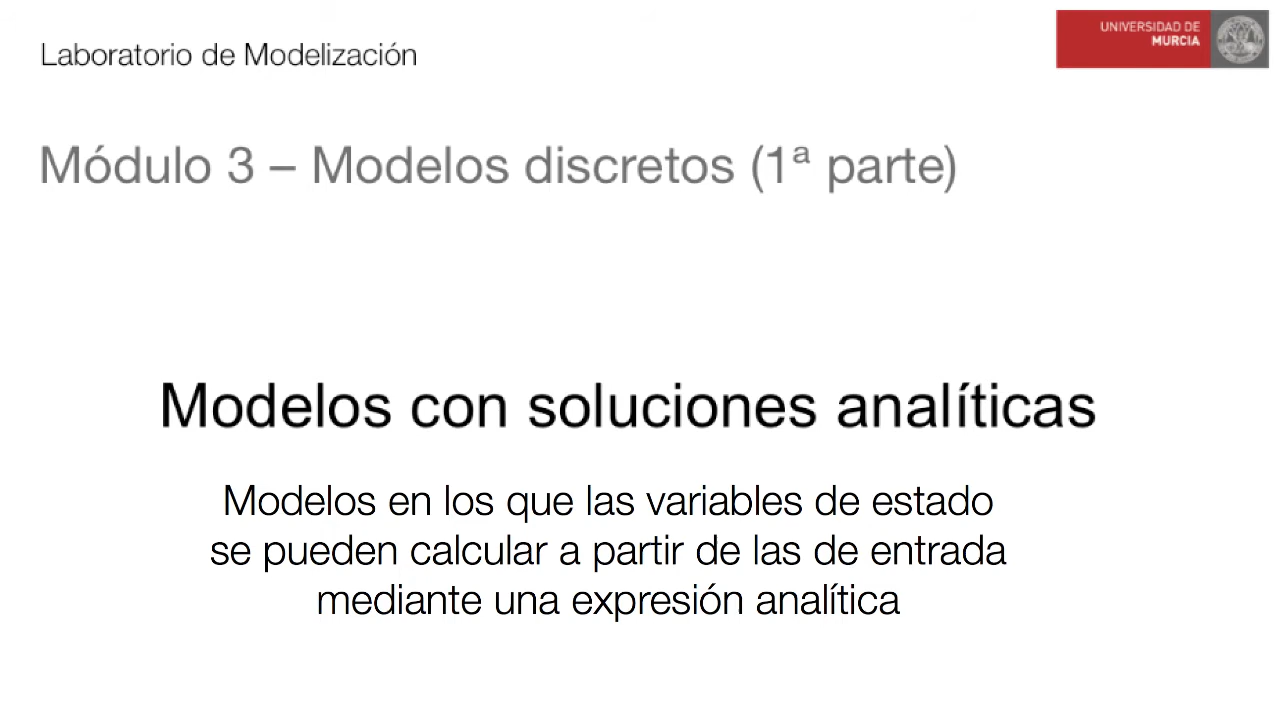 Laboratorio de Modelización
UNIVERSIDAD DE
MURCIA
Módulo 3 – Modelos discretos (1ª parte)
Modelos con soluciones analíticas
Modelos en los que las variables de estado
se pueden calcular a partir de las de entrada
mediante una expresión analítica